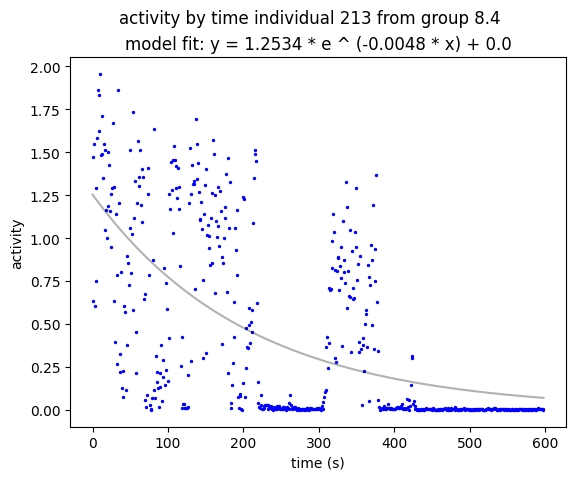 activity by time individual 213 from group 8.4
model fit: y = 1.2534 * e ^ (-0.0048 * x) + 0.0
2.00
1.75
1.50
1.25
1.00
0.75
0.50
0.25
0.00
activity
0 100 200 300 400 500 600
time (s)